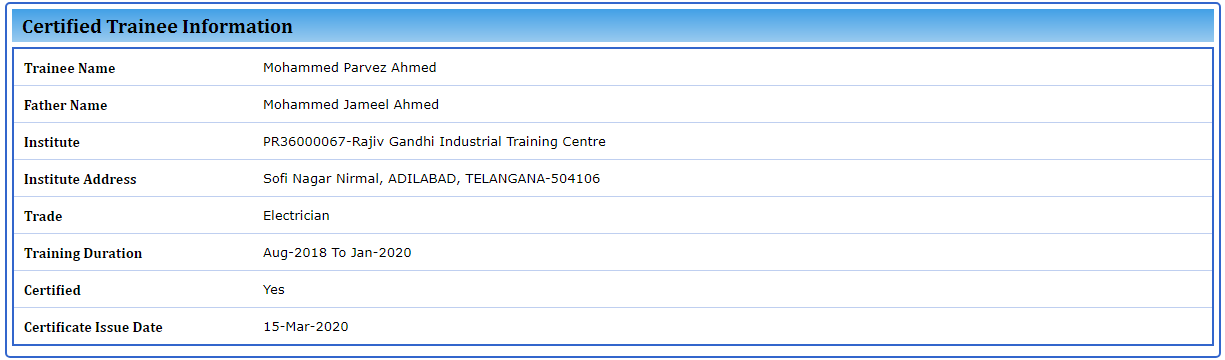 Certified Trainee Information
Trainee Name Mohammed Parvez Ahmed
Father Name Mohammed Jameel Ahmed
Institute PR36000067-Rajiv Gandhi Industrial Training Centre
Institute Address Sofi Nagar Nirmal, ADILABAD, TELANGANA-504106
Trade Electrician
Training Duration Aug-2018 To Jan-2020
Certified Yes
Certificate Issue Date 15-Mar-2020